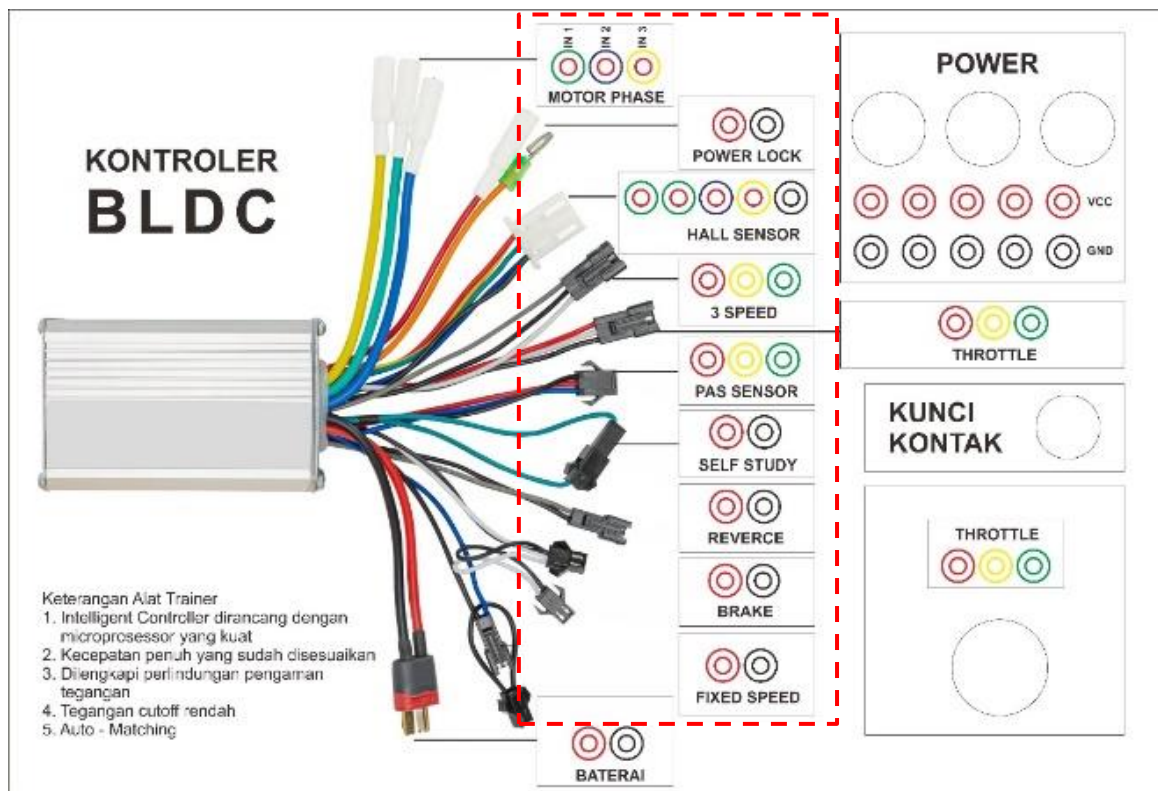 KONTROLER
BLDC
IN 1
IN 2
IN 3
MOTOR PHASE
POWER LOCK
HALL SENSOR
3 SPEED
PAS SENSOR
SELF STUDY
REVERCE
BRAKE
FIXED SPEED
BATERAI
POWER
VCC
GND
THROTTLE
KUNCI
KONTAK
THROTTLE
Keterangan Alat Trainer
1. Intelligent Controller dirancang dengan
microprosessor yang kuat
2. Kecepatan penuh yang sudah disesuaikan
3. Dilengkapi perlindungan pengaman
tegangan
4. Tegangan cutoff rendah
5. Auto - Matching